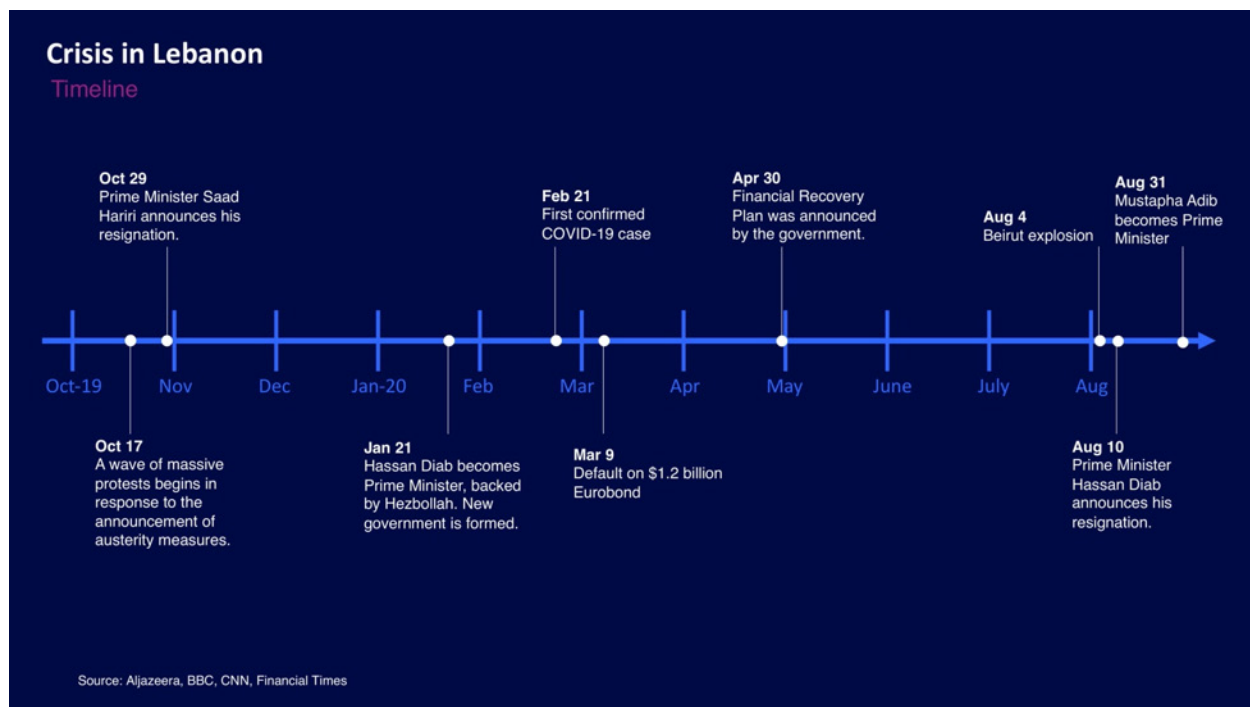 Crisis in Lebanon
Timeline
Oct 29
Prime Minister Saad
Hariri announces his
resignation.
Feb 21
First confirmed
COVID-19 case
Apr 30
Financial Recovery
Plan was announced
by the government.
Aug 4
Beirut explosion
Aug 31
Mustapha Adib
becomes Prime
Minister
Oct-19
Nov
Dec
Jan-20
Feb
Mar
Apr
May
June
July
Aug
Oct 17
A wave of massive
protests begins in
response to the
announcement of
austerity measures.
Jan 21
Hassan Diab becomes
Prime Minister, backed
by Hezbollah. New
government is formed.
Mar 9
Default on $1.2 billion
Eurobond
Aug 10
Prime Minister
Hassan Diab
announces his
resignation.
Source: Aljazeera, BBC, CNN, Financial Times